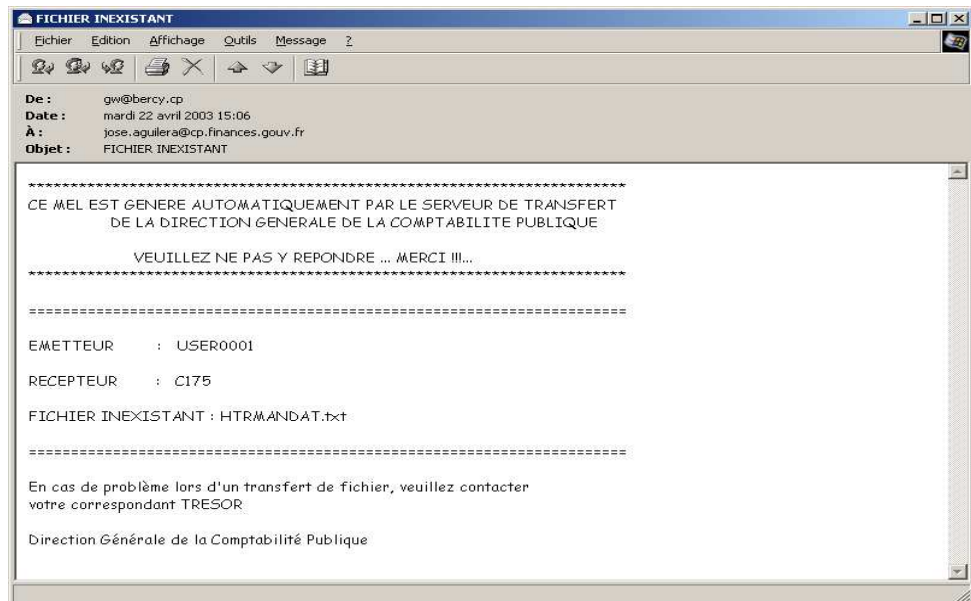 FICHIER INEXISTANT
Fichier Edition Affichage Outils Message ?
De : gw@bercy.cp
Date : mardi 22 avril 2003 15:06
À : jose.aguilera@cp.finances.gouv.fr
Objet : FICHIER INEXISTANT
***********************************************************************
CE MEL EST GENERE AUTOMATIQUEMENT PAR LE SERVEUR DE TRANSFERT
DE LA DIRECTION GENERALE DE LA COMPTABILITE PUBLIQUE
VEUILLEZ NE PAS Y REPONDRE ... MERCI !!!...
***********************************************************************
=======================================================================
EMETTEUR : USER0001
RECEPTEUR : C175
FICHIER INEXISTANT : HTRMANDAT.txt
=======================================================================
En cas de problème lors d'un transfert de fichier, veuillez contacter
votre correspondant TRESOR
Direction Générale de la Comptabilité Publique